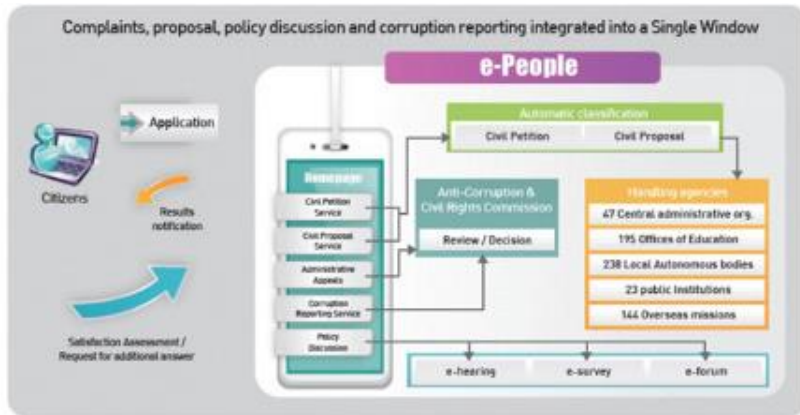 Complaints, proposal, policy discussion and corruption reporting integrated into a Single Window
e-People
Application
Citizens
Results
notification
Satisfaction Assessment /
Request for additional answer
Homepage
Civil Petition
Service
Civil Proposal
Service
Administrative
Appeals
Corruption
Reporting Service
Policy
Discussion
Automatic classification
Civil Petition
Civil Proposal
Anti-Corruption &
Civil Rights Commission
Review / Decision
Handling agencies
47 Central administrative org.
195 Offices of Education
238 Local Autonomous bodies
23 public Institutions
144 Overseas missions
e-hearing
e-survey
e-forum